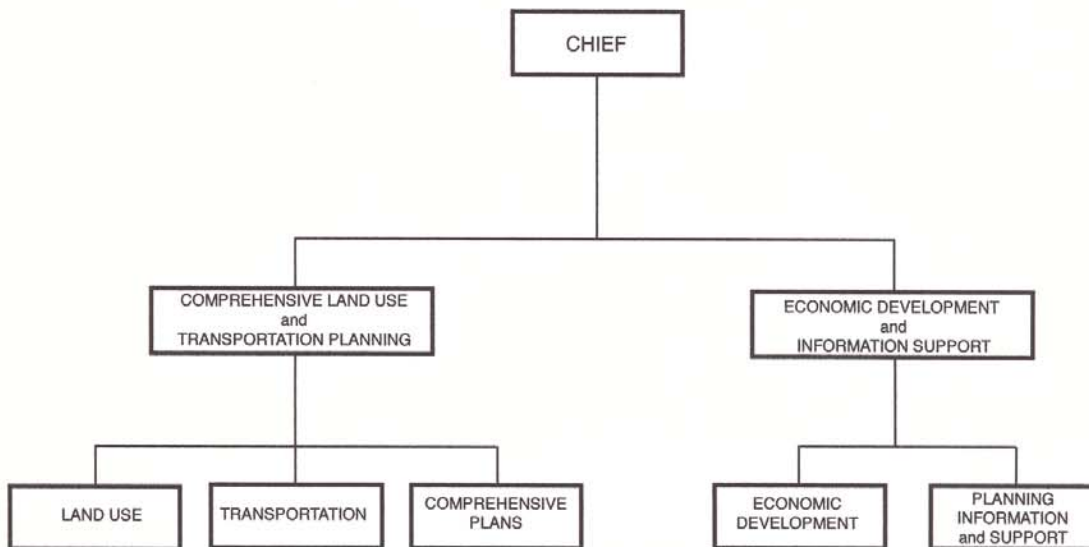 CHIEF
COMPREHENSIVE LAND USE
and
TRANSPORTATION PLANNING
ECONOMIC DEVELOPMENT
and
INFORMATION SUPPORT
LAND USE
TRANSPORTATION
COMPREHENSIVE
PLANS
ECONOMIC
DEVELOPMENT
PLANNING
INFORMATION
and SUPPORT